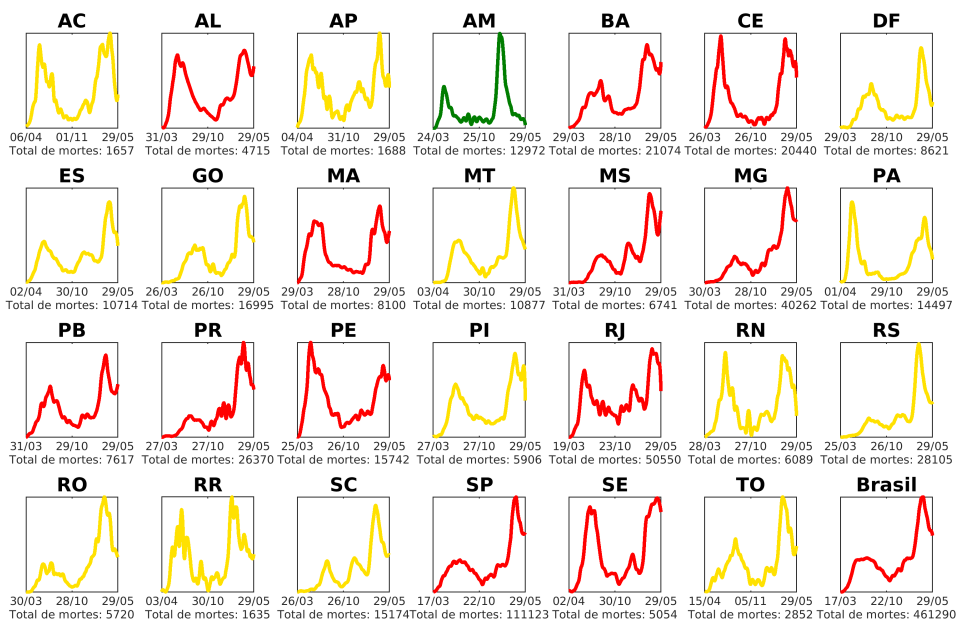 AC AL AP AM BA CE DF
06/04 01/11 29/05 31/03 29/10 29/05 04/04 31/10 29/05 24/03 25/10 29/05 29/03 28/10 29/05 26/03 26/10 29/05 29/03 28/10 29/05
Total de mortes: 1657 Total de mortes: 4715 Total de mortes: 1688 Total de mortes: 12972 Total de mortes: 21074 Total de mortes: 20440 Total de mortes: 8621
ES GO MA MT MS MG PA
02/04 30/10 29/05 26/03 26/10 29/05 29/03 28/10 29/05 03/04 30/10 29/05 31/03 29/10 29/05 30/03 28/10 29/05 01/04 30/10 29/05
Total de mortes: 10714 Total de mortes: 16995 Total de mortes: 8100 Total de mortes: 10877 Total de mortes: 6741 Total de mortes: 40262 Total de mortes: 14497
PB PR PE PI RJ RN RS
31/03 29/10 29/05 27/03 27/10 29/05 25/03 26/10 29/05 27/03 27/10 29/05 19/03 23/10 29/05 28/03 27/10 29/05 25/03 26/10 29/05
Total de mortes: 7617 Total de mortes: 26370 Total de mortes: 15742 Total de mortes: 5906 Total de mortes: 50550 Total de mortes: 6089 Total de mortes: 28105
RO RR SC SP SE TO Brasil
30/03 28/10 29/05 03/04 30/10 29/05 26/03 26/10 29/05 17/03 22/10 29/05 02/04 30/10 29/05 15/04 05/11 29/05 17/03 22/10 29/05
Total de mortes: 5720 Total de mortes: 1635 Total de mortes: 15174 Total de mortes: 111123 Total de mortes: 5054 Total de mortes: 2852 Total de mortes: 461290